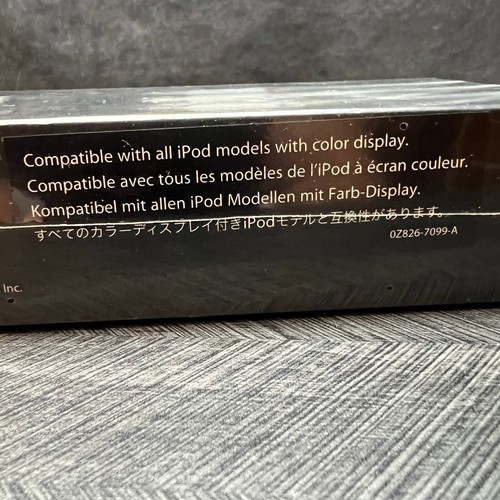 Compatible with all iPod models with color display.
Compatible avec tous les modèles de l'iPod à écran couleur.
Kompatibel mit allen iPod Modellen mit Farb-Display.
すべてのカラーディスプレイ付きiPodモデルと互換性があります。
0Z826-7099-A
Inc.